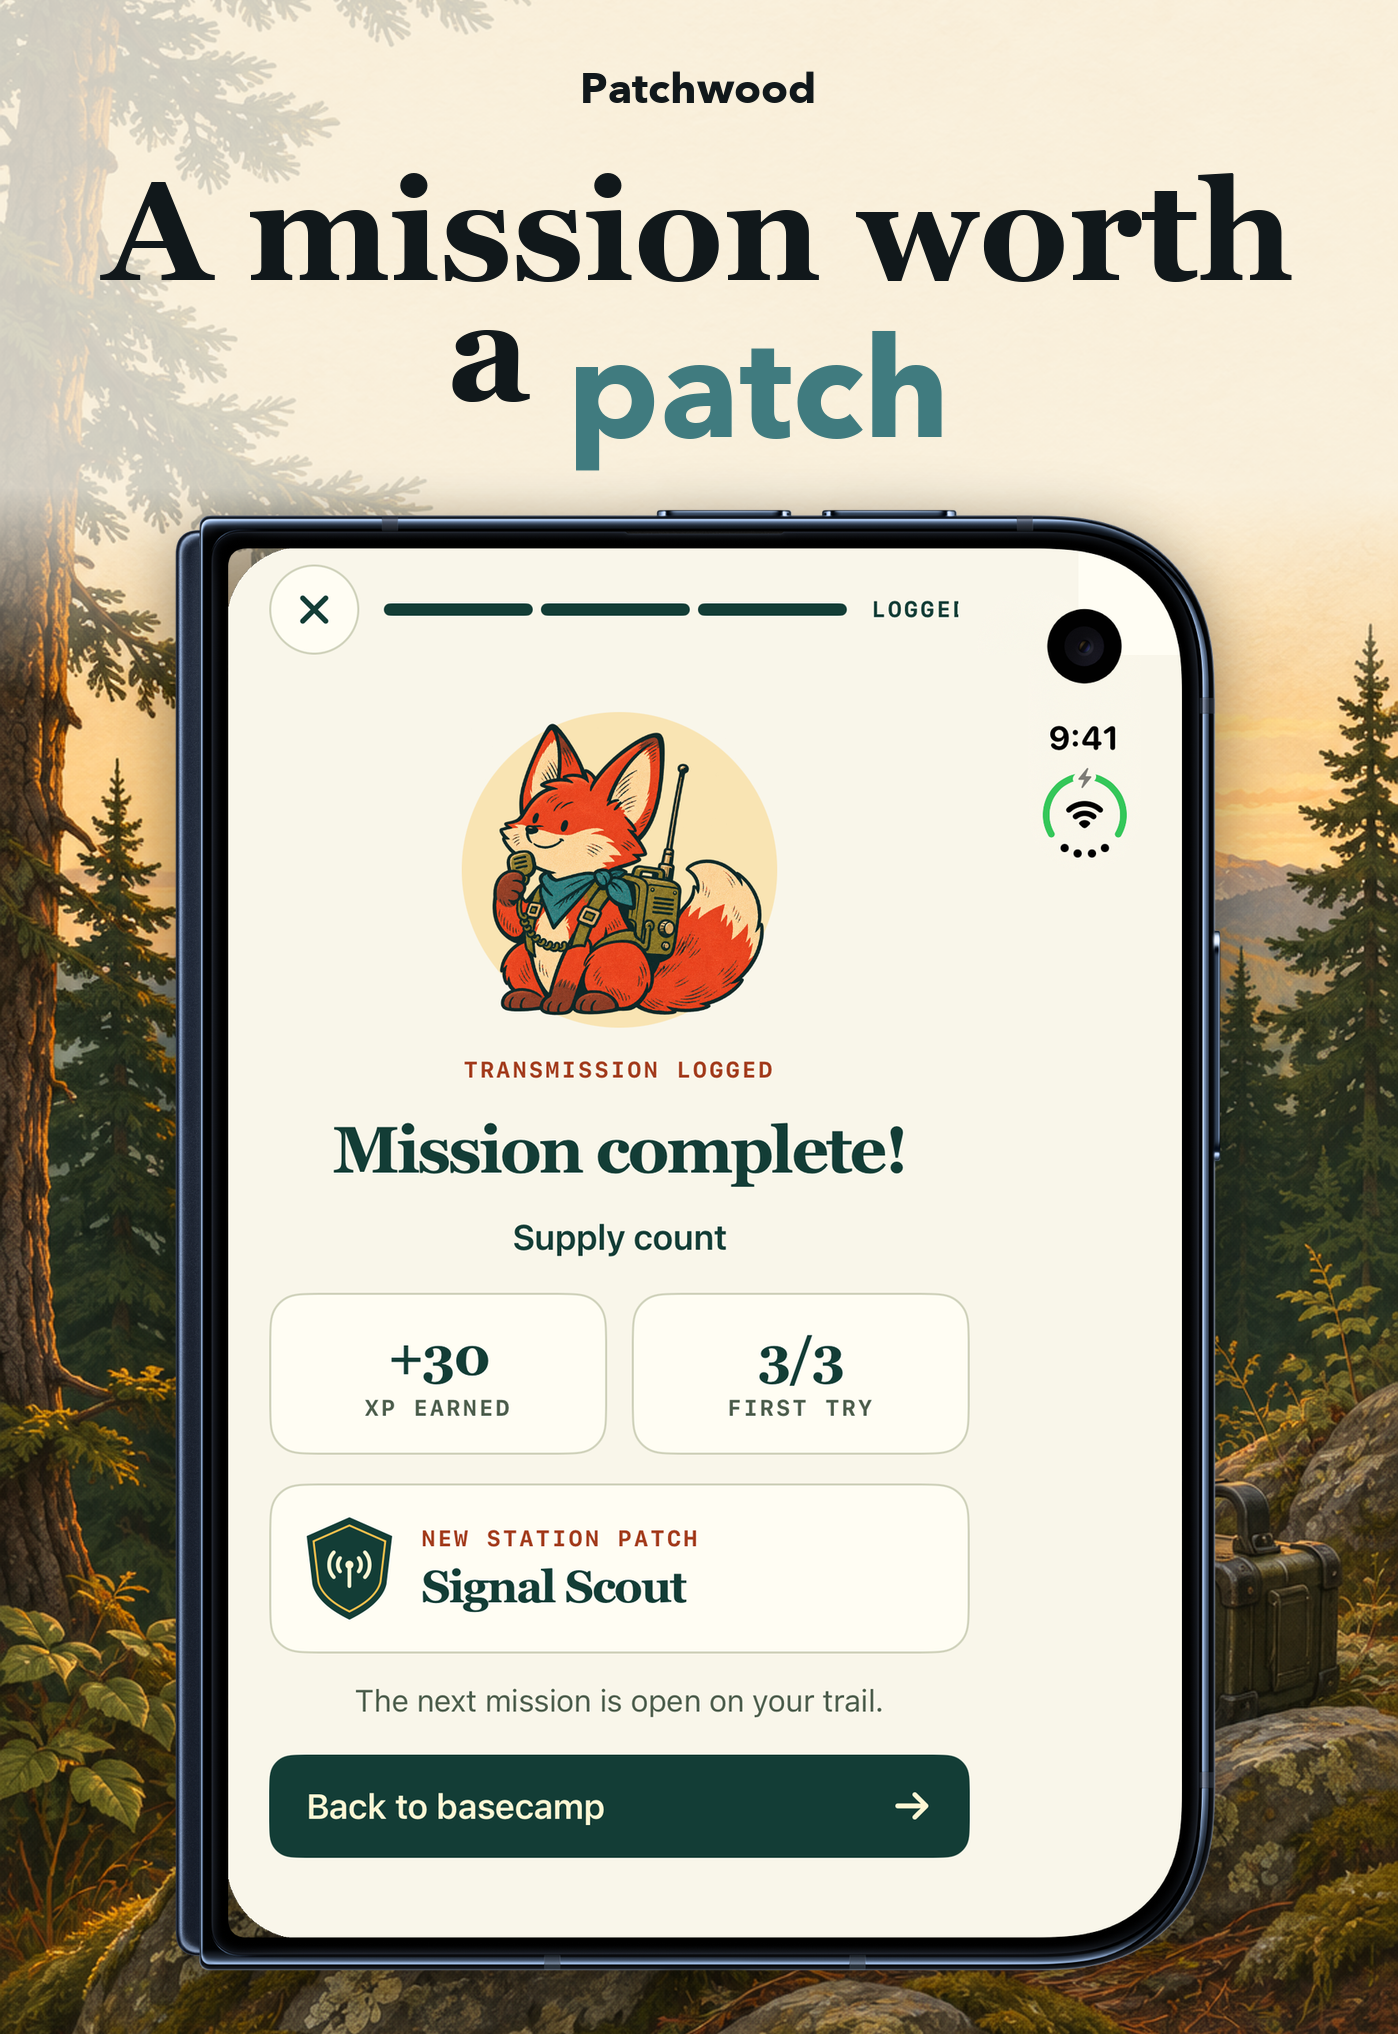 Patchwood
A mission worth
a patch
LOGGE
9:41
TRANSMISSION LOGGED
Mission complete!
Supply count
+30
XP EARNED
3/3
FIRST TRY
NEW STATION PATCH
Signal Scout
The next mission is open on your trail.
Back to basecamp